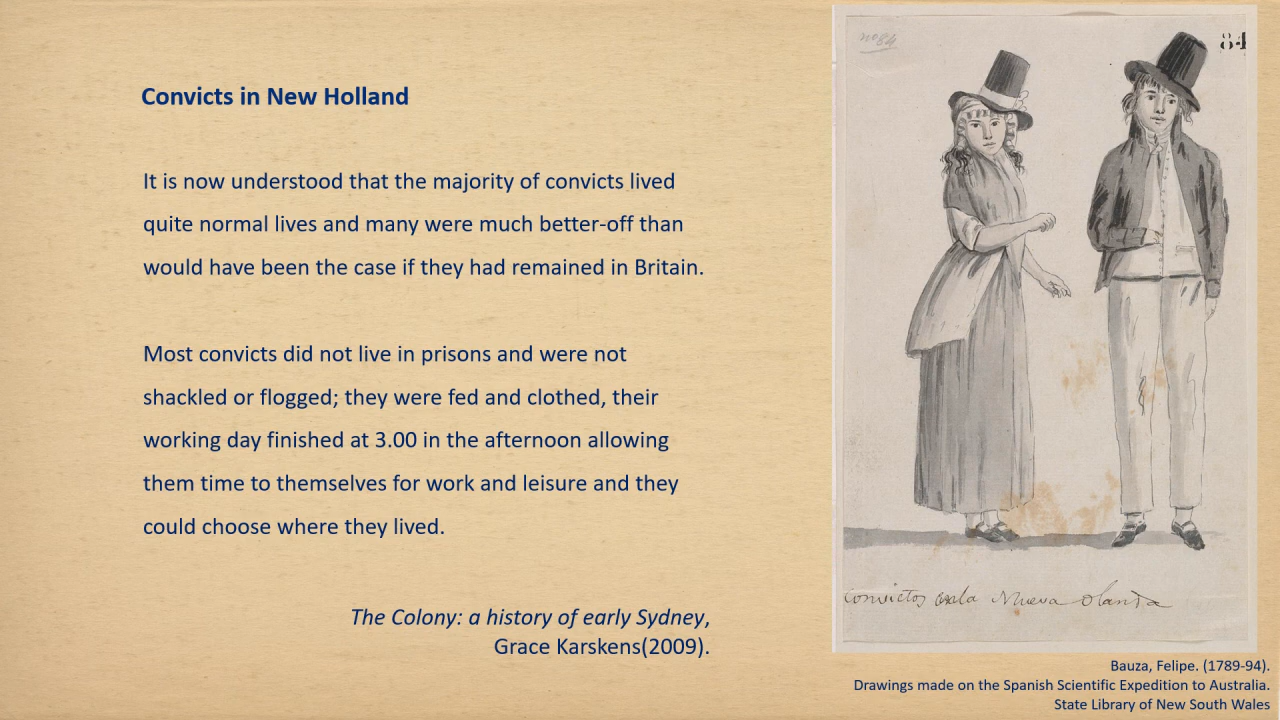 Convicts in New Holland
It is now understood that the majority of convicts lived
quite normal lives and many were much better-off than
would have been the case if they had remained in Britain.
Most convicts did not live in prisons and were not
shackled or flogged; they were fed and clothed, their
working day finished at 3.00 in the afternoon allowing
them time to themselves for work and leisure and they
could choose where they lived.
The Colony: a history of early Sydney,
Grace Karskens(2009).
no 84
84
Convictos en la Nueva Olanda
Bauza, Felipe. (1789-94).
Drawings made on the Spanish Scientific Expedition to Australia.
State Library of New South Wales